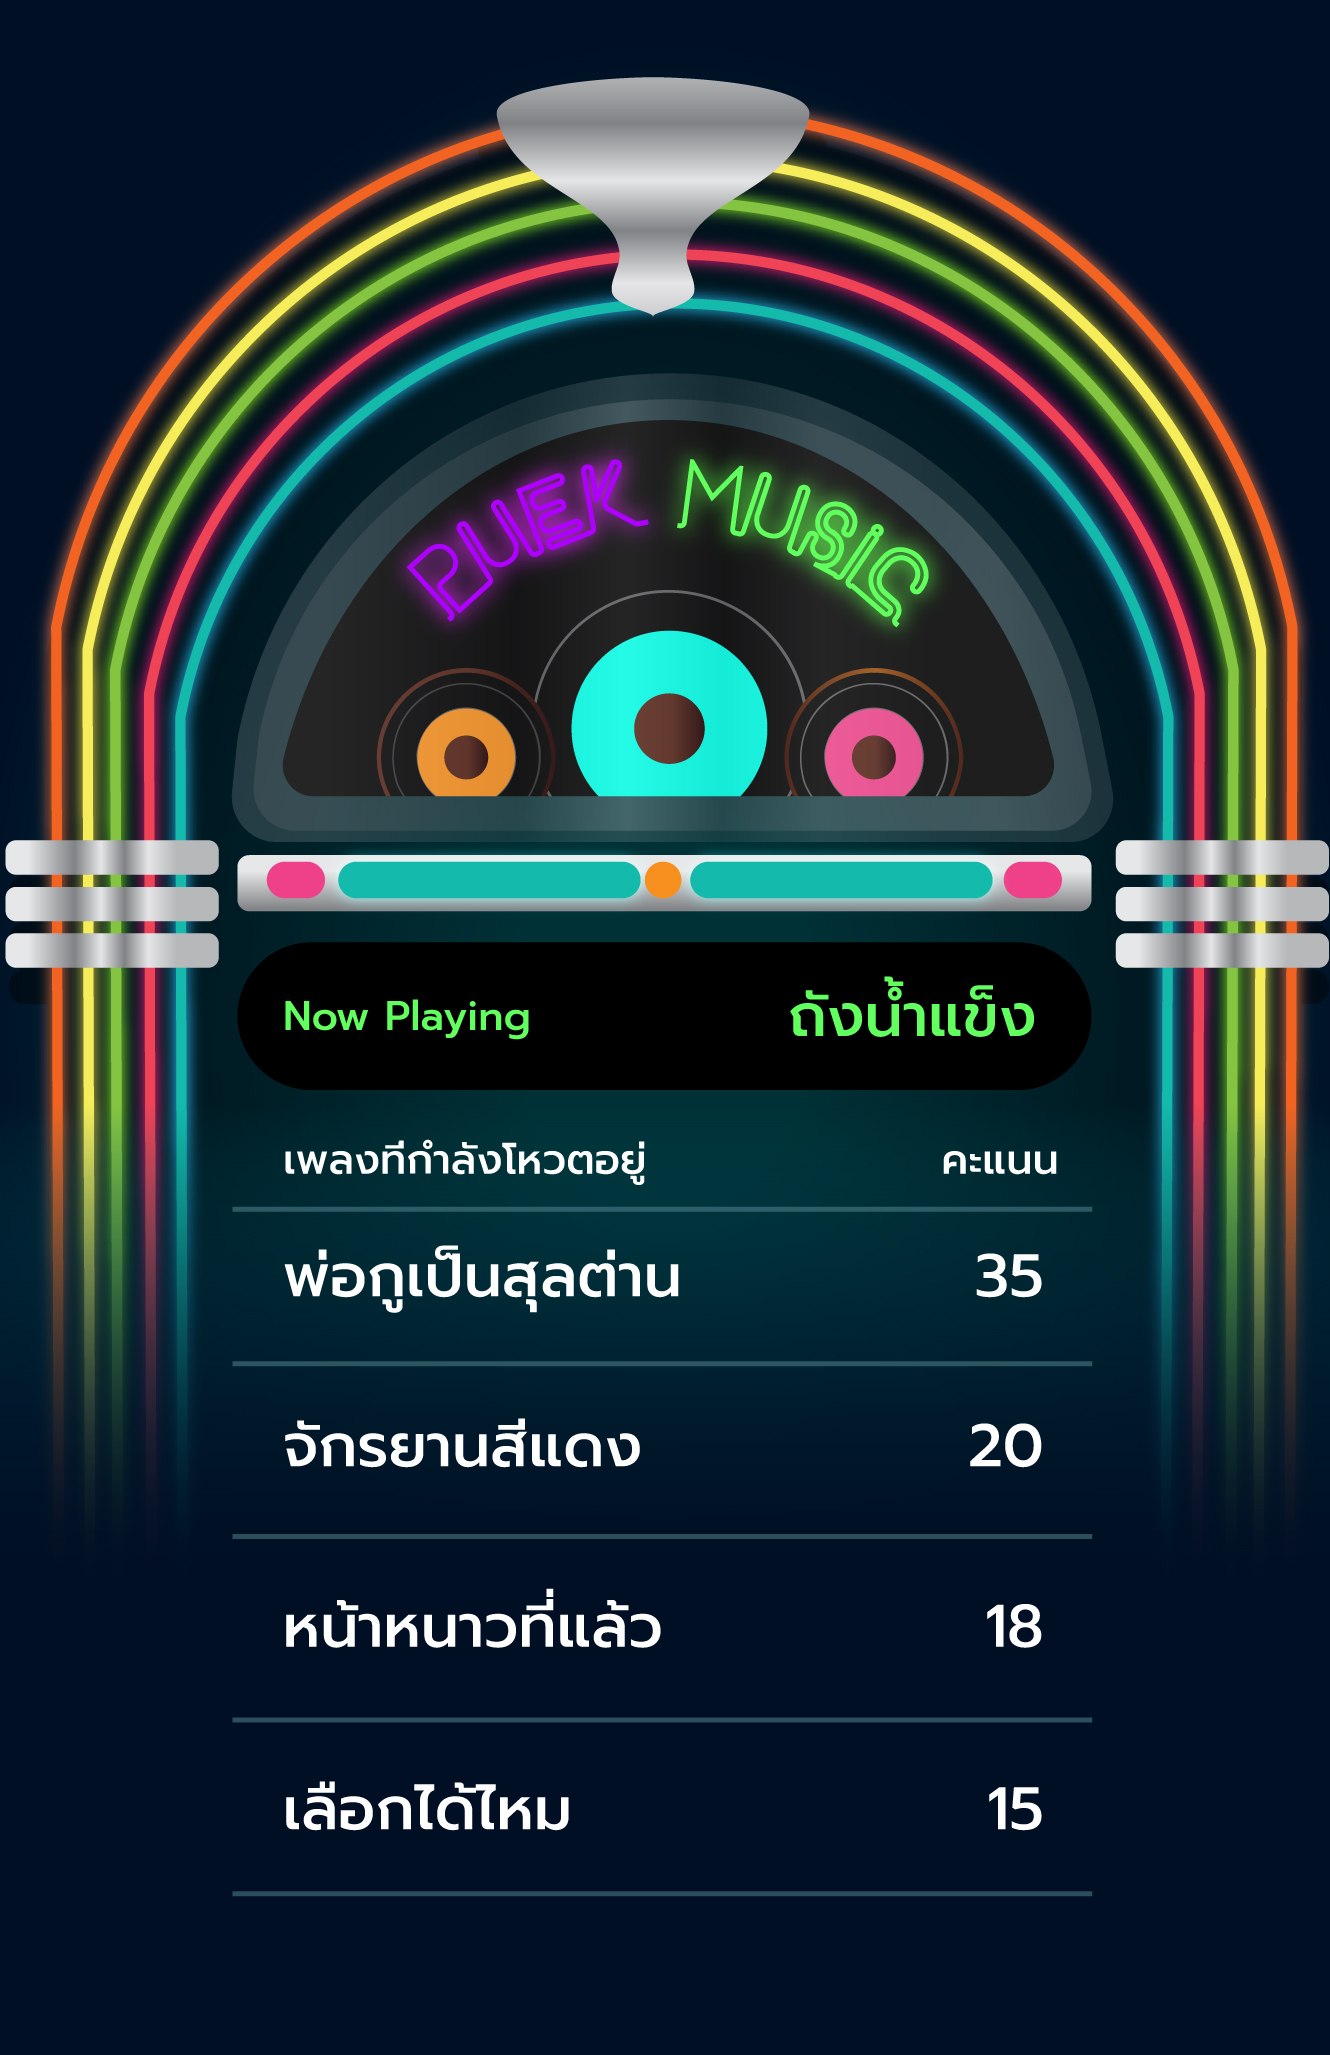 PUEK MUSIC
Now Playing ถังน้ำแข็ง
เพลงที่กำลังโหวตอยู่ คะแนน
พ่อกูเป็นสุลต่าน 35
จักรยานสีแดง 20
หน้าหนาวที่แล้ว 18
เลือกได้ไหม 15